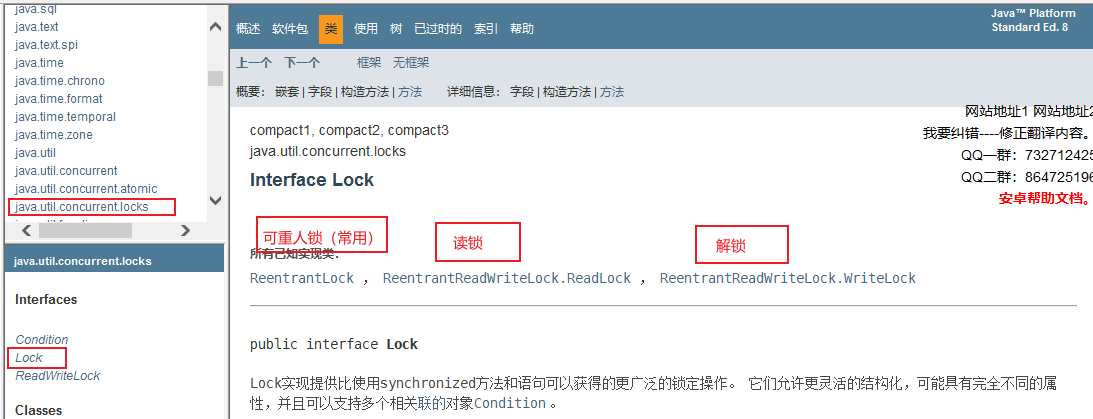 java.sql
java.text
java.text.spi
java.time
java.time.chrono
java.time.format
java.time.temporal
java.time.zone
java.util
java.util.concurrent
java.util.concurrent.atomic
java.util.concurrent.locks
java.util.concurrent.locks
Interfaces
Condition
Lock
ReadWriteLock
Classes
概述 软件包 类 使用 树 已过时的 索引 帮助
Java™ Platform
Standard Ed. 8
上一个 下一个 框架 无框架
概要： 嵌套 | 字段 | 构造方法 | 方法 详细信息： 字段 | 构造方法 | 方法
网站地址1 网站地址2
我要纠错----修正翻译内容。
QQ一群：732712425
QQ二群：864725196
安卓帮助文档。
compact1, compact2, compact3
java.util.concurrent.locks
Interface Lock
可重人锁（常用） 读锁 解锁
所有已知实现类：
ReentrantLock ， ReentrantReadWriteLock.ReadLock ， ReentrantReadWriteLock.WriteLock
public interface Lock
Lock实现提供比使用synchronized方法和语句可以获得的更广泛的锁定操作。 它们允许更灵活的结构化，可能具有完全不同的属
性，并且可以支持多个相关联的对象Condition 。